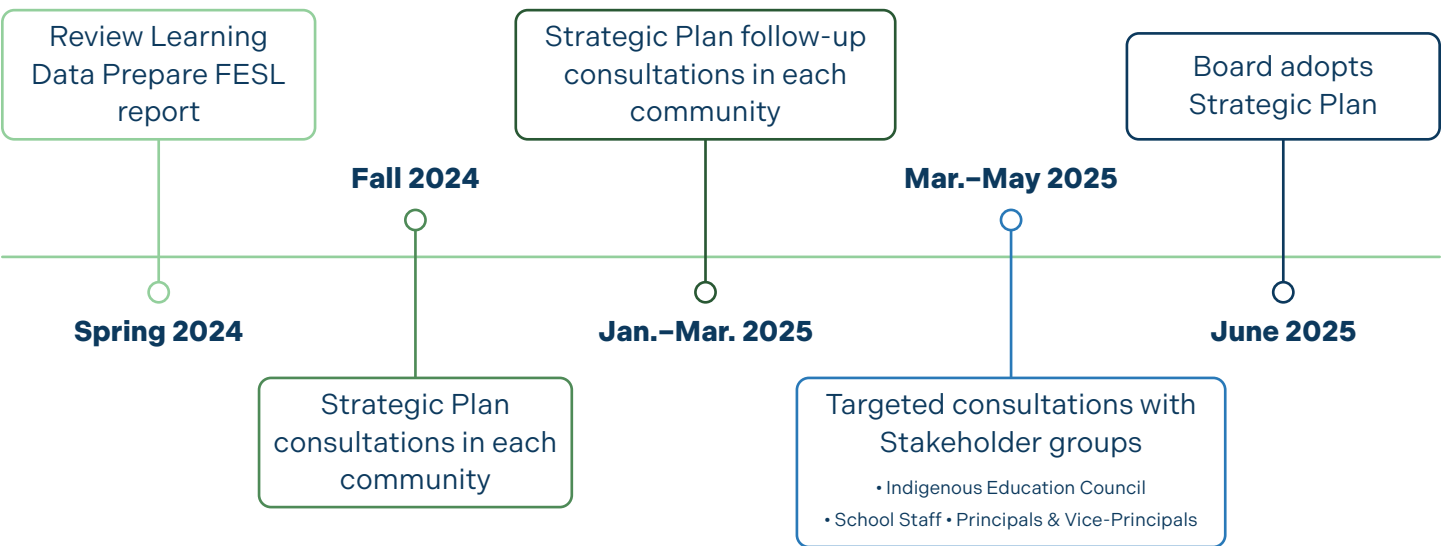 Review Learning
Data Prepare FESL
report
Strategic Plan follow-up
consultations in each
community
Board adopts
Strategic Plan
Fall 2024
Mar.–May 2025
Spring 2024
Jan.–Mar. 2025
June 2025
Strategic Plan
consultations in each
community
Targeted consultations with
Stakeholder groups
• Indigenous Education Council
• School Staff • Principals & Vice-Principals